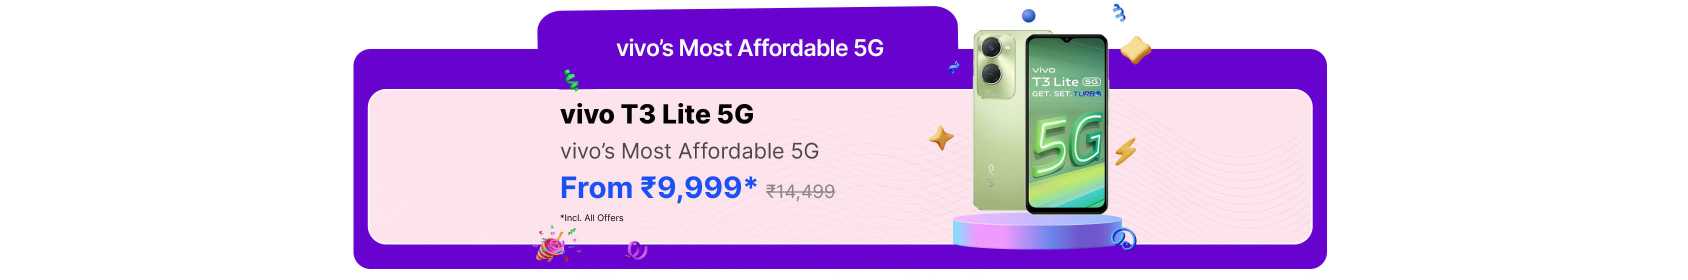 vivo's Most Affordable 5G
vivo T3 Lite 5G
vivo's Most Affordable 5G
From ₹9,999* ₹14,499
*Incl. All Offers
vivo
vivo
T3 Lite 5G
GET. SET. TURBO
5G